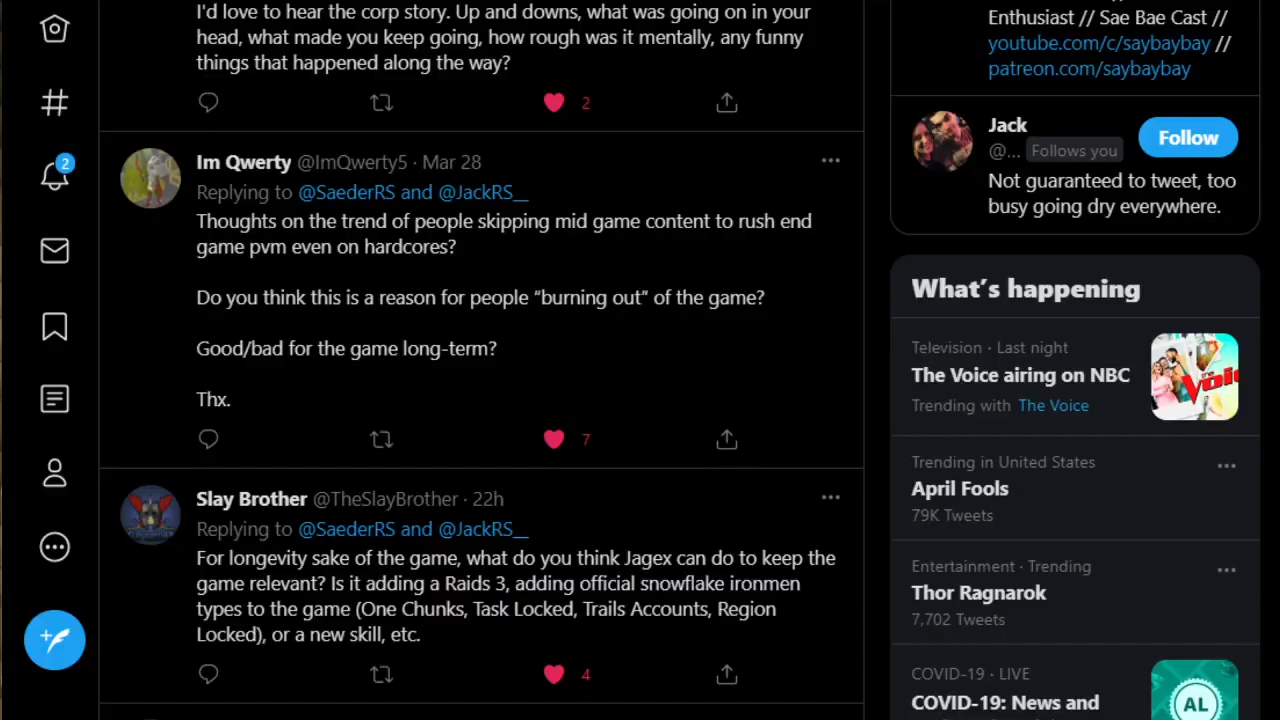 I'd love to hear the corp story. Up and downs, what was going on in your
head, what made you keep going, how rough was it mentally, any funny
things that happened along the way?
2
Im Qwerty @ImQwerty5 · Mar 28
Replying to @SaederRS and @JackRS__
Thoughts on the trend of people skipping mid game content to rush end
game pvm even on hardcores?
Do you think this is a reason for people “burning out” of the game?
Good/bad for the game long-term?
Thx.
7
Slay Brother @TheSlayBrother · 22h
Replying to @SaederRS and @JackRS__
For longevity sake of the game, what do you think Jagex can do to keep the
game relevant? Is it adding a Raids 3, adding official snowflake ironmen
types to the game (One Chunks, Task Locked, Trails Accounts, Region
Locked), or a new skill, etc.
4
2
Enthusiast // Sae Bae Cast //
youtube.com/c/saybaybay //
patreon.com/saybaybay
Jack
@... Follows you
Follow
Not guaranteed to tweet, too
busy going dry everywhere.
What's happening
Television · Last night
The Voice airing on NBC
Trending with The Voice
Trending in United States
April Fools
79K Tweets
Entertainment · Trending
Thor Ragnarok
7,702 Tweets
COVID-19 · LIVE
COVID-19: News and
AL